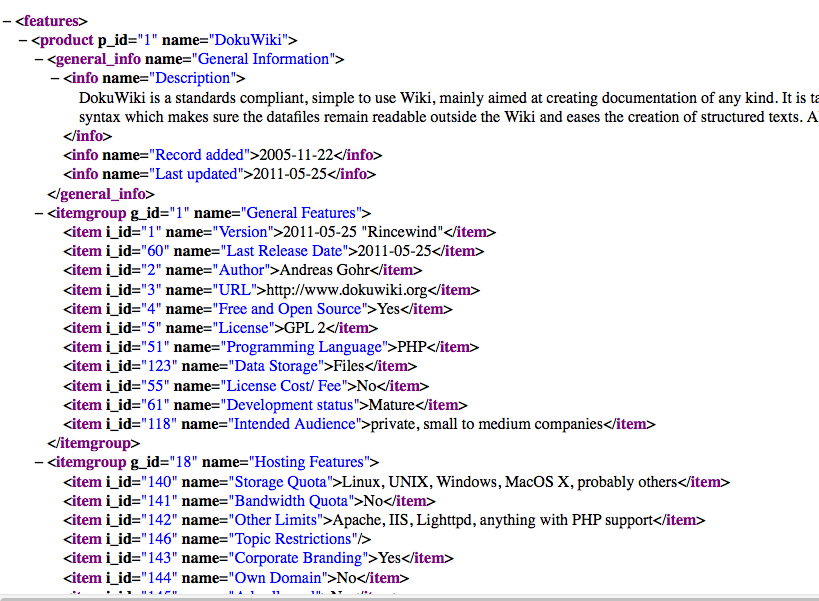 – <features>
– <product p_id="1" name="DokuWiki">
– <general_info name="General Information">
– <info name="Description">
DokuWiki is a standards compliant, simple to use Wiki, mainly aimed at creating documentation of any kind. It is
syntax which makes sure the datafiles remain readable outside the Wiki and eases the creation of structured texts.
</info>
<info name="Record added">2005-11-22</info>
<info name="Last updated">2011-05-25</info>
</general_info>
– <itemgroup g_id="1" name="General Features">
<item i_id="1" name="Version">2011-05-25 "Rincewind"</item>
<item i_id="60" name="Last Release Date">2011-05-25</item>
<item i_id="2" name="Author">Andreas Gohr</item>
<item i_id="3" name="URL">http://www.dokuwiki.org</item>
<item i_id="4" name="Free and Open Source">Yes</item>
<item i_id="5" name="License">GPL 2</item>
<item i_id="51" name="Programming Language">PHP</item>
<item i_id="123" name="Data Storage">Files</item>
<item i_id="55" name="License Cost/ Fee">No</item>
<item i_id="61" name="Development status">Mature</item>
<item i_id="118" name="Intended Audience">private, small to medium companies</item>
</itemgroup>
– <itemgroup g_id="18" name="Hosting Features">
<item i_id="140" name="Storage Quota">Linux, UNIX, Windows, MacOS X, probably others</item>
<item i_id="141" name="Bandwidth Quota">No</item>
<item i_id="142" name="Other Limits">Apache, IIS, Lighttpd, anything with PHP support</item>
<item i_id="146" name="Topic Restrictions"/>
<item i_id="143" name="Corporate Branding">Yes</item>
<item i_id="144" name="Own Domain">No</item>